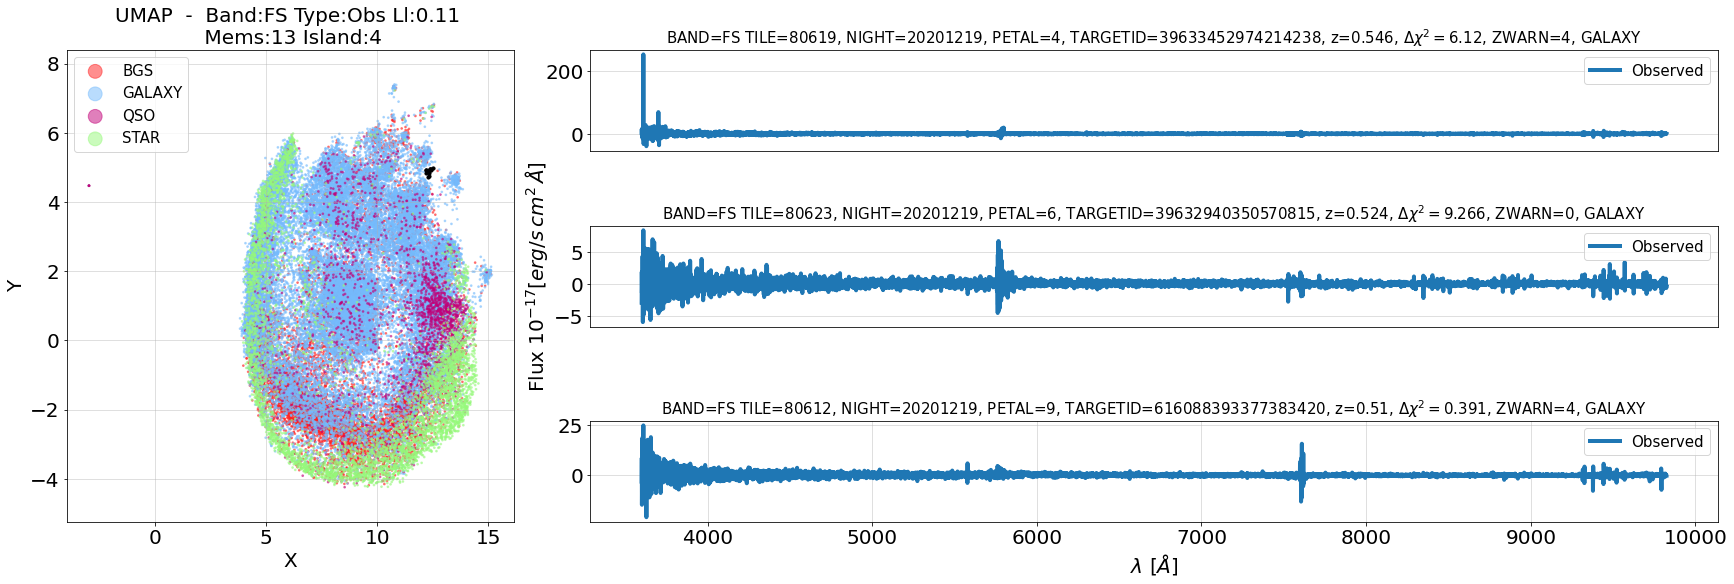 UMAP - Band:FS Type:Obs Ll:0.11
Mems:13 Island:4
BGS
GALAXY
QSO
STAR
8
6
4
2
0
−2
−4
Y
0
5
10
15
X
BAND=FS TILE=80619, NIGHT=20201219, PETAL=4, TARGETID=39633452974214238, z=0.546, Δχ² = 6.12, ZWARN=4, GALAXY
Observed
200
0
BAND=FS TILE=80623, NIGHT=20201219, PETAL=6, TARGETID=39632940350570815, z=0.524, Δχ² = 9.266, ZWARN=0, GALAXY
Observed
5
0
−5
Flux 10⁻¹⁷[erg/s cm² Å]
BAND=FS TILE=80612, NIGHT=20201219, PETAL=9, TARGETID=616088393377383420, z=0.51, Δχ² = 0.391, ZWARN=4, GALAXY
Observed
25
0
4000
5000
6000
7000
8000
9000
10000
λ [Å]